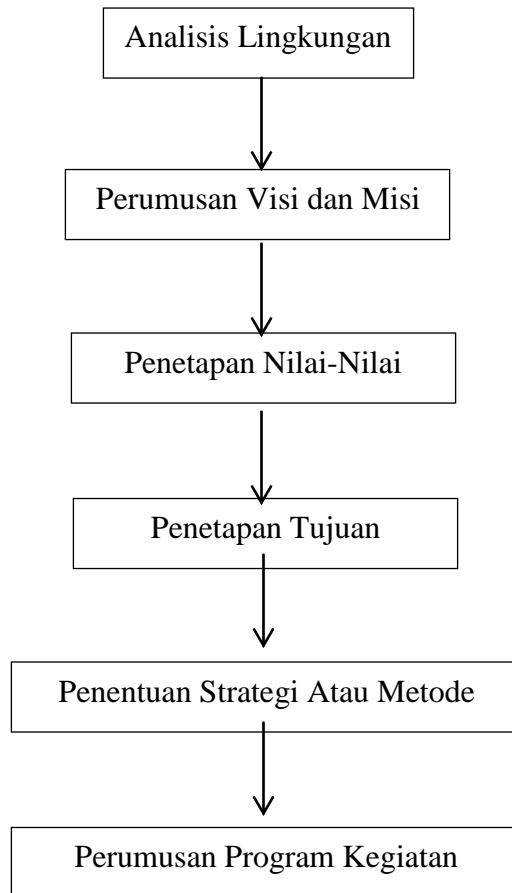 Analisis Lingkungan
Perumusan Visi dan Misi
Penetapan Nilai-Nilai
Penetapan Tujuan
Penentuan Strategi Atau Metode
Perumusan Program Kegiatan